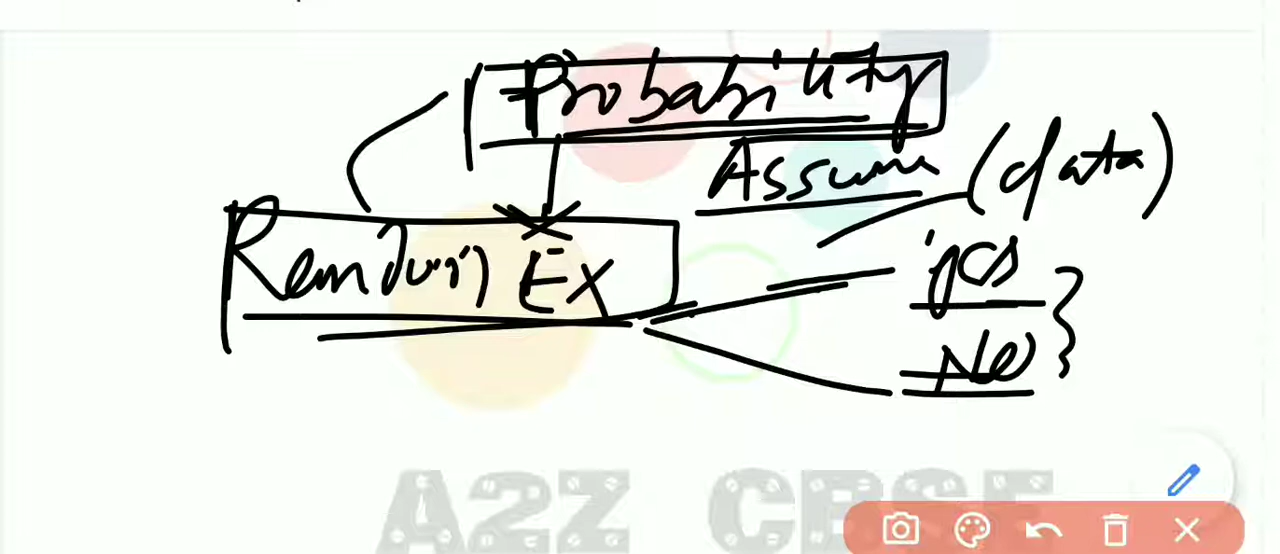 Probability
Assum (data)
Random Ex
yes
No
A2Z CBSE